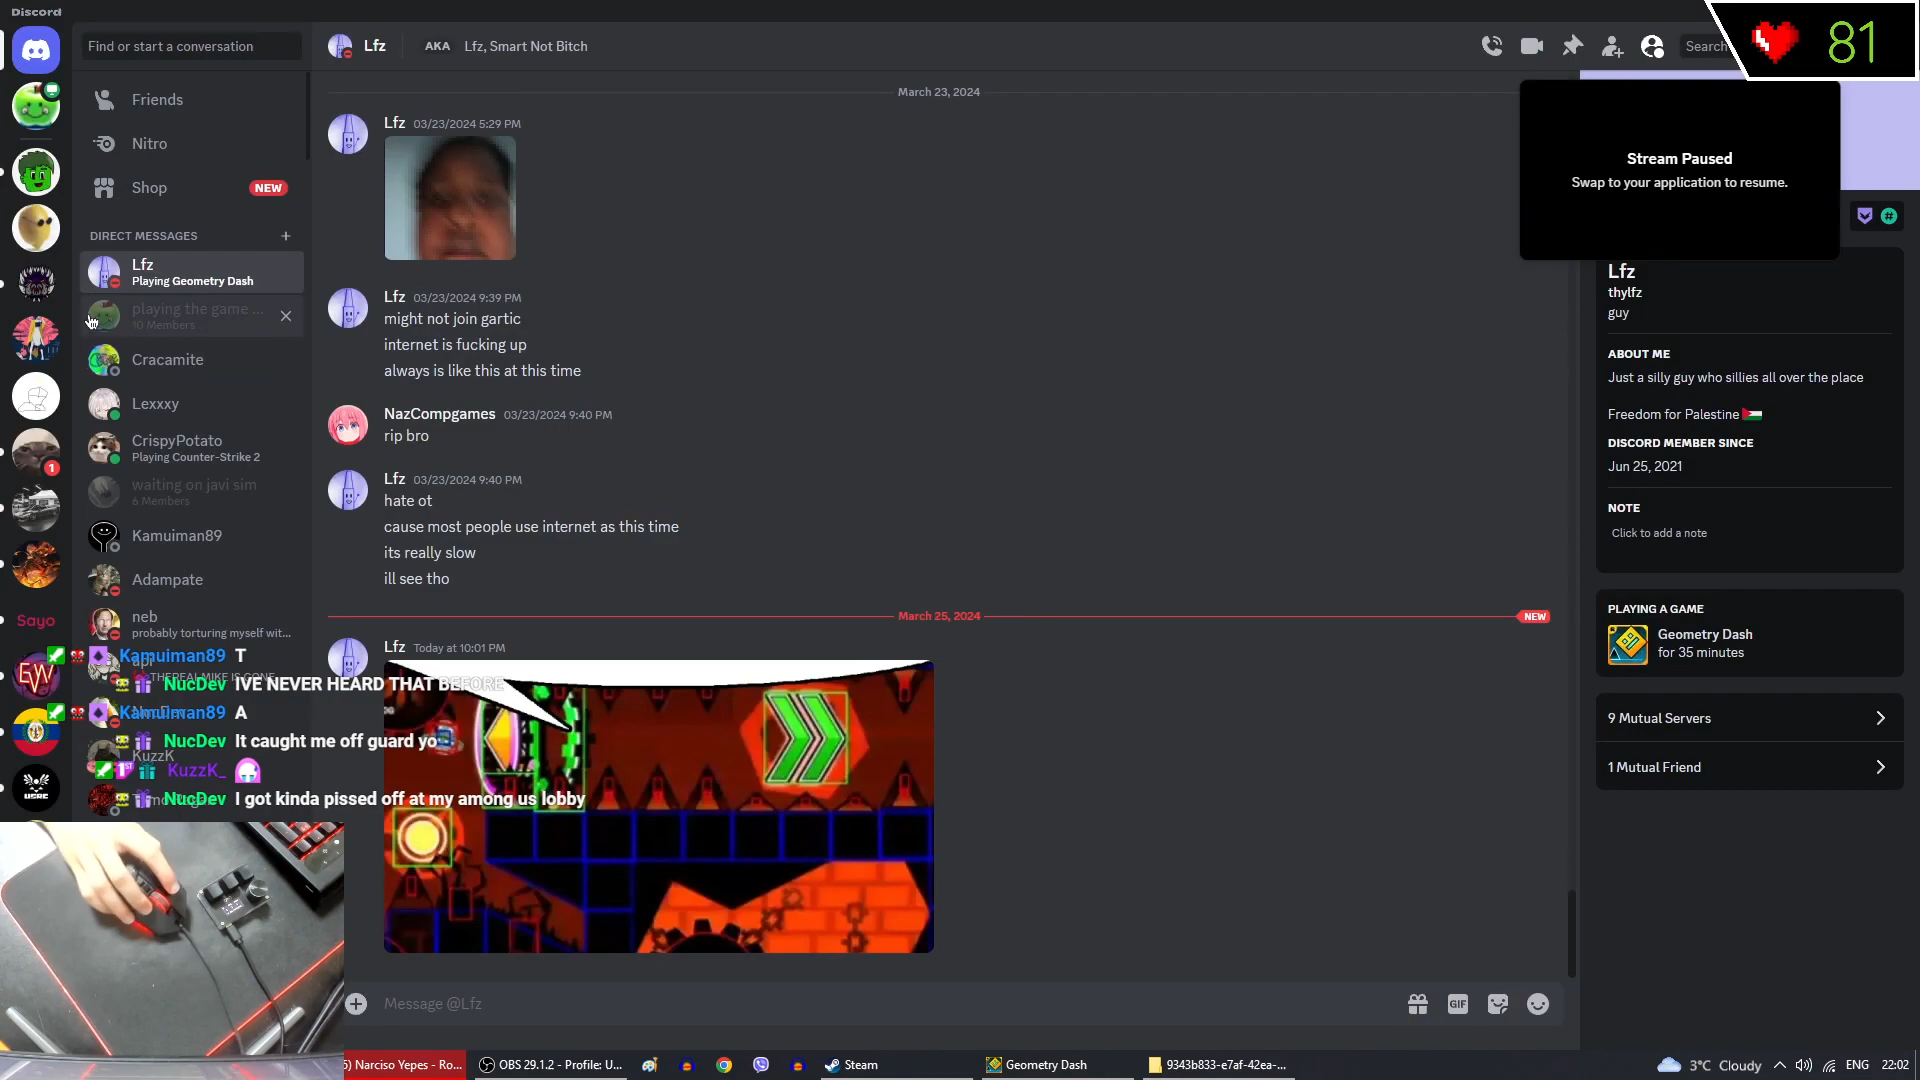 Discord
Find or start a conversation
Lfz
AKA
Lfz, Smart Not Bitch
Search
81
Friends
Nitro
Shop
NEW
DIRECT MESSAGES
Lfz
Playing Geometry Dash
playing the game ...
10 Members
Cracamite
Lexxxy
CrispyPotato
Playing Counter-Strike 2
waiting on javi sim
6 Members
Kamuiman89
Adampate
neb
probably torturing myself wit...
KuzzK
1
Sayo
EW
March 23, 2024
Lfz 03/23/2024 5:29 PM
Lfz 03/23/2024 9:39 PM
might not join gartic
internet is fucking up
always is like this at this time
NazCompgames 03/23/2024 9:40 PM
rip bro
Lfz 03/23/2024 9:40 PM
hate ot
cause most people use internet as this time
its really slow
ill see tho
March 25, 2024
NEW
Lfz Today at 10:01 PM
Kamuiman89 T
NucDev IVE NEVER HEARD THAT BEFORE
Kamuiman89 A
NucDev It caught me off guard yo
KuzzK_
NucDev I got kinda pissed off at my among us lobby
Message @Lfz
GIF
Stream Paused
Swap to your application to resume.
Lfz
thylfz
guy
ABOUT ME
Just a silly guy who sillies all over the place
Freedom for Palestine
DISCORD MEMBER SINCE
Jun 25, 2021
NOTE
Click to add a note
PLAYING A GAME
Geometry Dash
for 35 minutes
9 Mutual Servers
1 Mutual Friend
Narciso Yepes - Ro...
OBS 29.1.2 - Profile: U...
Steam
Geometry Dash
9343b833-e7af-42ea-...
3°C Cloudy
ENG
22:02